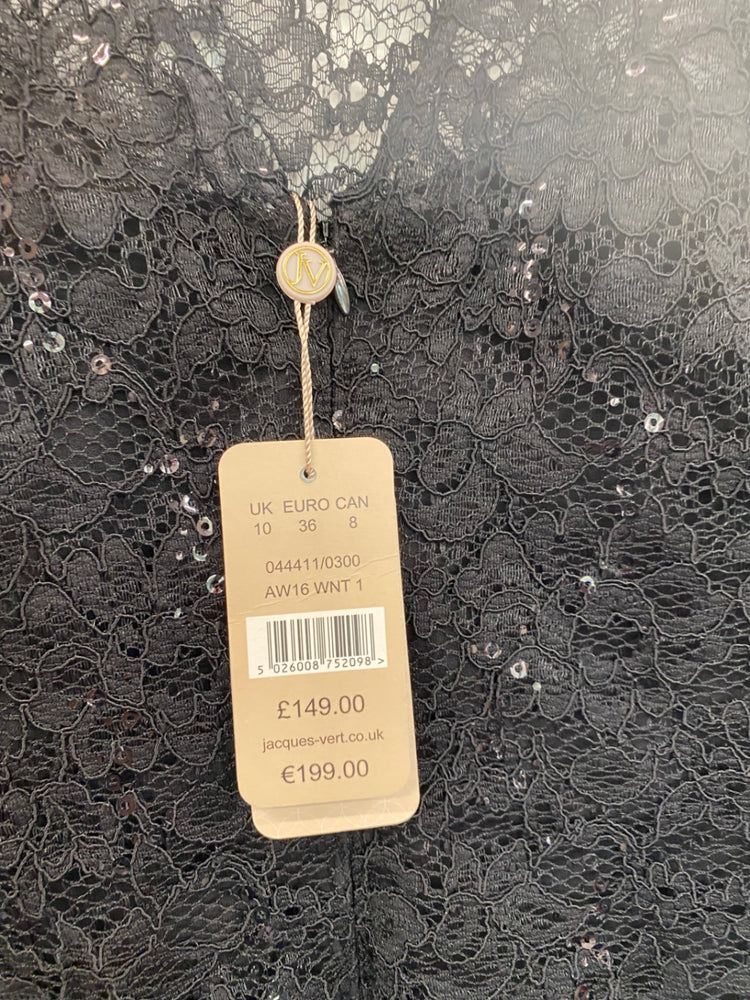 JV
UK EURO CAN
10 36 8
044411/0300
AW16 WNT 1
5 026008 752098 >
£149.00
jacques-vert.co.uk
€199.00